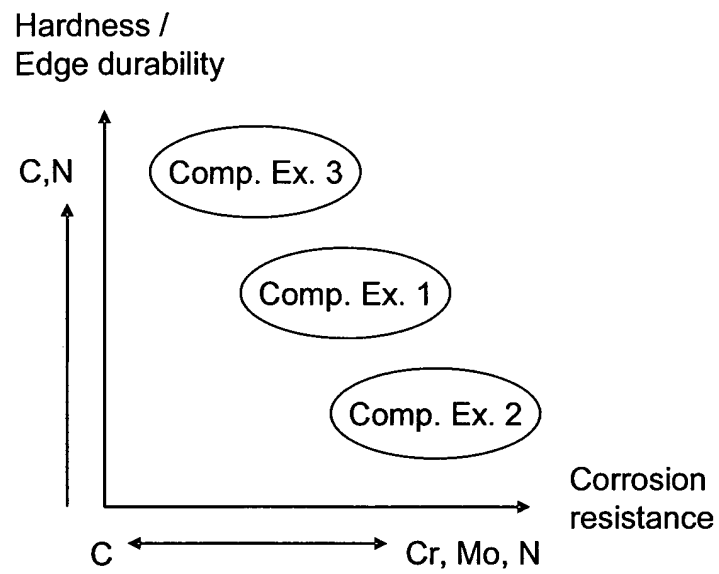 Hardness /
Edge durability
C,N
Comp. Ex. 3
Comp. Ex. 1
Comp. Ex. 2
Corrosion
resistance
C
Cr, Mo, N